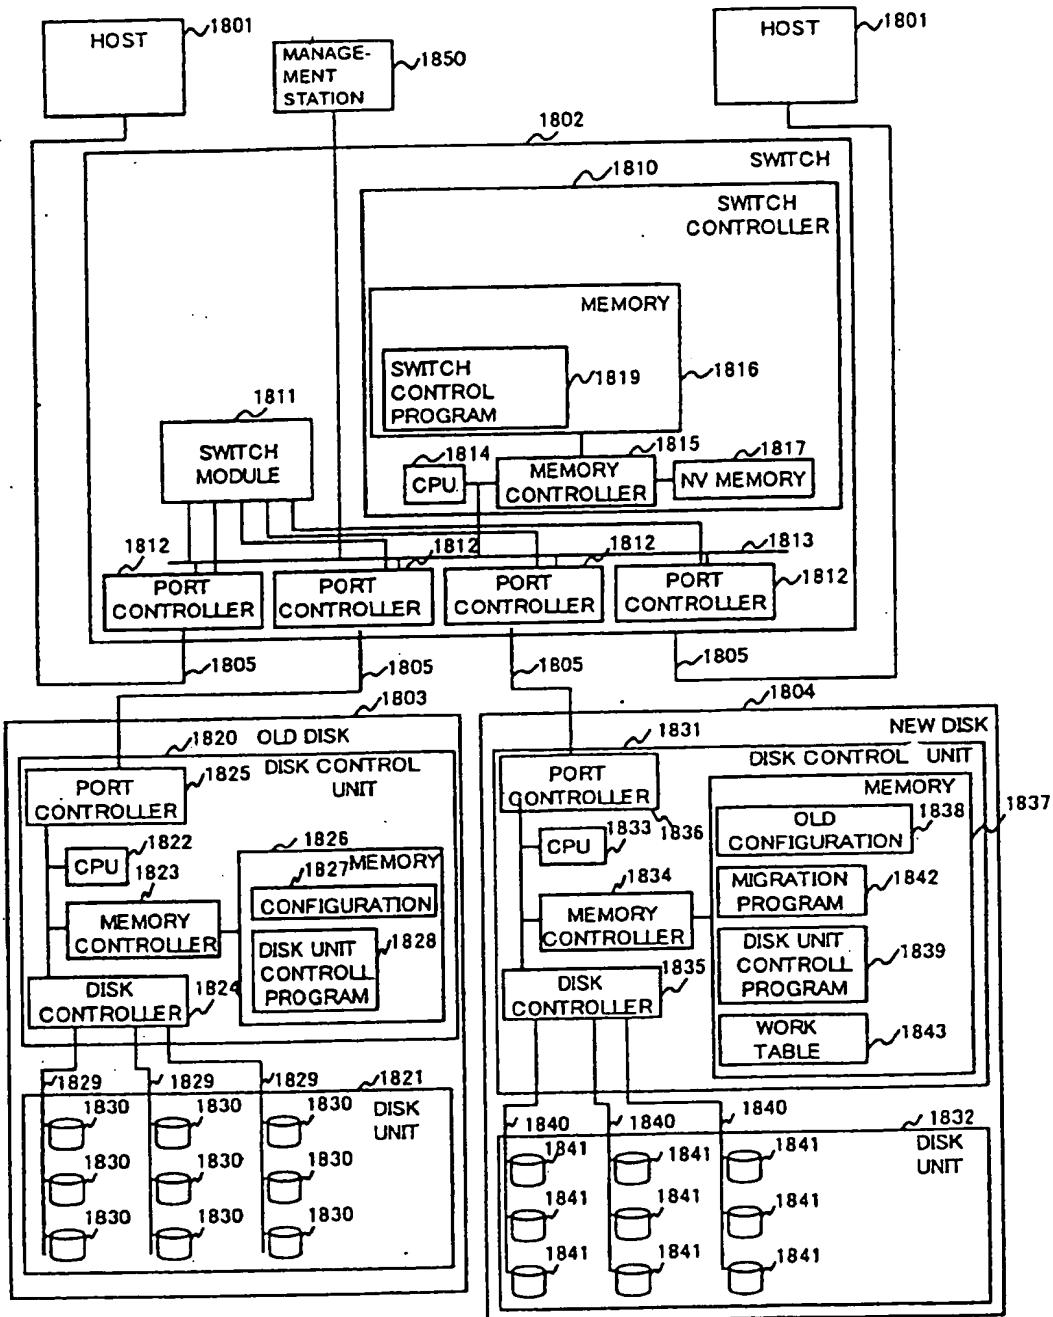 HOST
1801
MANAGE-
MENT
STATION
1850
HOST
1801
1802
SWITCH
1810
SWITCH
CONTROLLER
MEMORY
SWITCH
CONTROL
PROGRAM
1819
1816
1811
SWITCH
MODULE
1814
CPU
1815
MEMORY
CONTROLLER
1817
NV MEMORY
1812
1812
1812
1813
PORT
CONTROLLER
PORT
CONTROLLER
PORT
CONTROLLER
PORT
CONTROLLER
1812
1805
1805
1805
1805
1803
OLD DISK
1820
DISK CONTROL
UNIT
1825
PORT
CONTROLLER
1822
CPU
1823
MEMORY
CONTROLLER
1826
MEMORY
1827
CONFIGURATION
DISK UNIT
CONTROLL
PROGRAM
1828
DISK
CONTROLLER
1824
1829
1829
1829
1821
DISK
UNIT
1830
1830
1830
1830
1830
1830
1830
1830
1830
1804
NEW DISK
1831
DISK CONTROL UNIT
PORT
CONTROLLER
1836
MEMORY
1837
OLD
CONFIGURATION
1838
CPU
1833
1834
MEMORY
CONTROLLER
MIGRATION
PROGRAM
1842
DISK UNIT
CONTROLL
PROGRAM
1839
1835
DISK
CONTROLLER
WORK
TABLE
1843
1840
1840
1840
1832
DISK
UNIT
1841
1841
1841
1841
1841
1841
1841
1841
1841